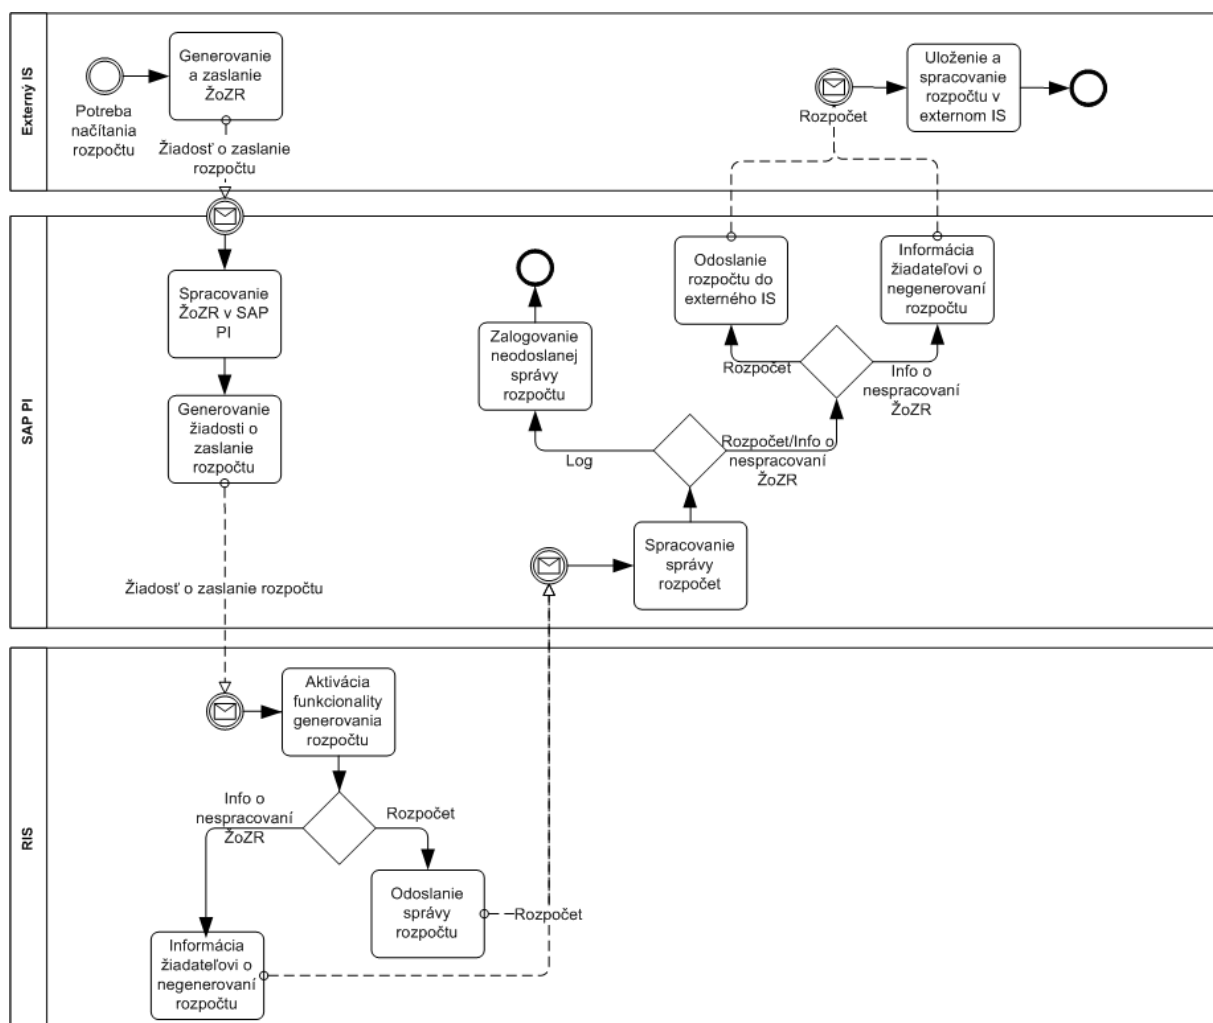 Externý IS
Potreba
načítania
rozpočtu
Generovanie
a zaslanie
ŽoZR
Žiadosť o zaslanie
rozpočtu
Rozpočet
Uloženie a
spracovanie
rozpočtu v
externom IS
SAP PI
Spracovanie
ŽoZR v SAP
PI
Generovanie
žiadosti o
zaslanie
rozpočtu
Žiadosť o zaslanie rozpočtu
Zalogovanie
neodoslanej
správy
rozpočtu
Log
Odoslanie
rozpočtu do
externého IS
Informácia
žiadateľovi o
negenerovaní
rozpočtu
Rozpočet
Info o
nespracovaní
ŽoZR
Rozpočet/Info o
nespracovaní
ŽoZR
Spracovanie
správy
rozpočet
RIS
Aktivácia
funkcionality
generovania
rozpočtu
Info o
nespracovaní
ŽoZR
Rozpočet
Odoslanie
správy
rozpočtu
Rozpočet
Informácia
žiadateľovi o
negenerovaní
rozpočtu